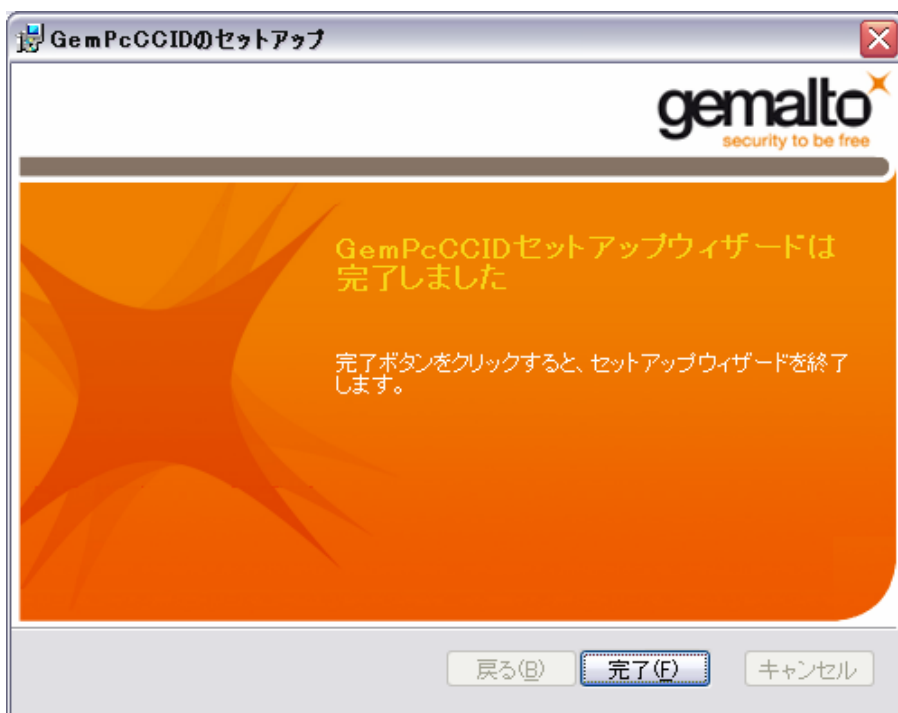 GemPcCCIDのセットアップ
gemalto
security to be free
GemPcCCIDセットアップウィザードは
完了しました
完了ボタンをクリックすると、セットアップウィザードを終了
します。
戻る(B) 完了(F) キャンセル